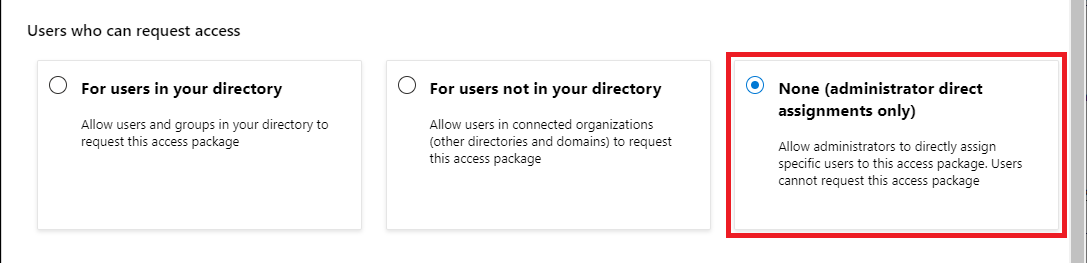 Users who can request access
For users in your directory
Allow users and groups in your directory to
request this access package
For users not in your directory
Allow users in connected organizations
(other directories and domains) to request
this access package
None (administrator direct
assignments only)
Allow administrators to directly assign
specific users to this access package. Users
cannot request this access package